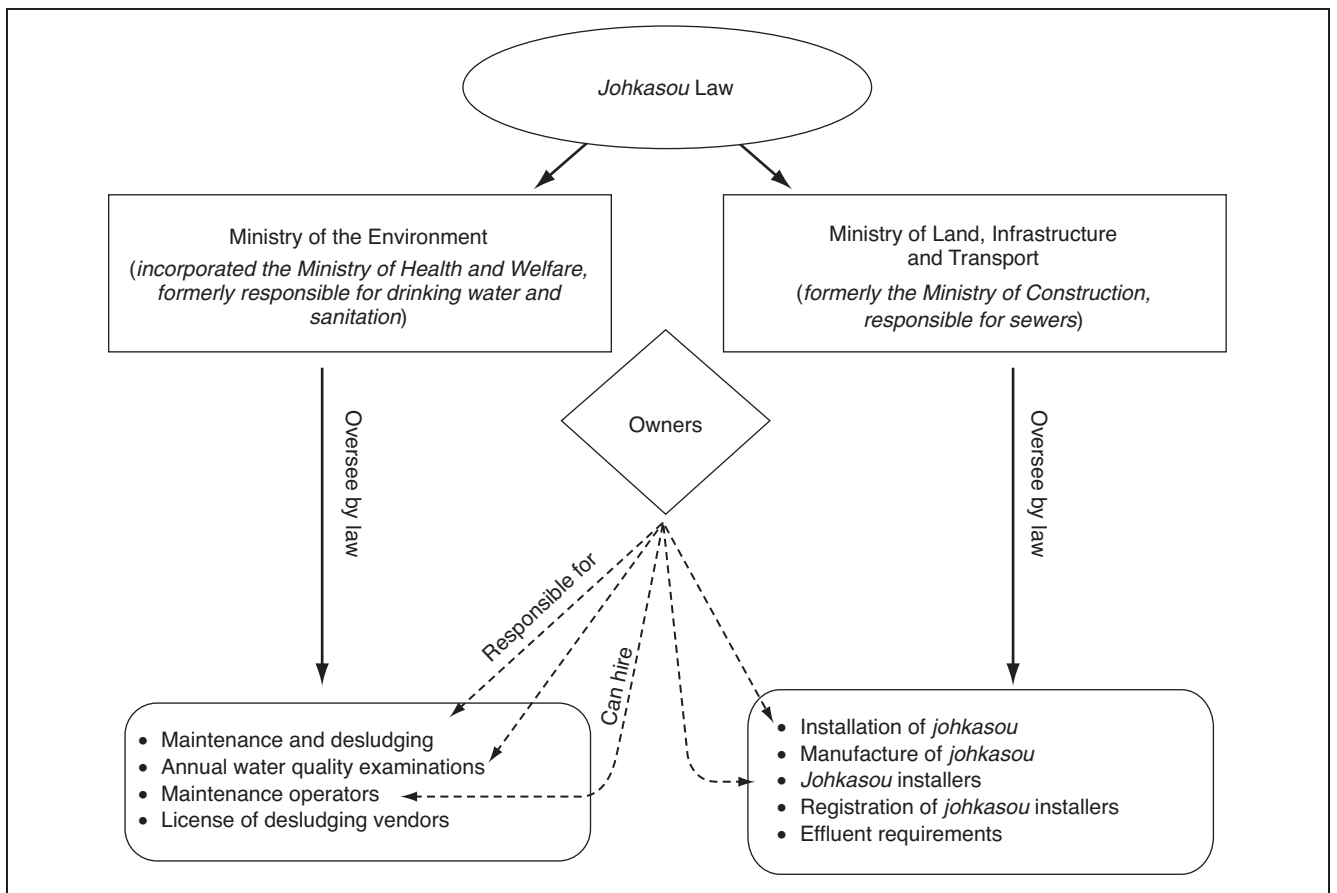 Johkasou Law
Ministry of the Environment
(incorporated the Ministry of Health and Welfare,
formerly responsible for drinking water and
sanitation)
Ministry of Land, Infrastructure
and Transport
(formerly the Ministry of Construction,
responsible for sewers)
Owners
Oversee by law
Oversee by law
Responsible for
Can hire
• Maintenance and desludging
• Annual water quality examinations
• Maintenance operators
• License of desludging vendors
• Installation of johkasou
• Manufacture of johkasou
• Johkasou installers
• Registration of johkasou installers
• Effluent requirements